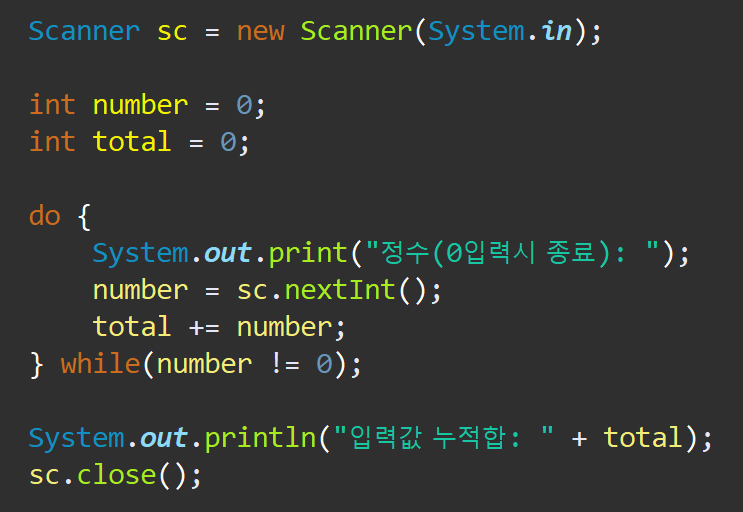 Scanner sc = new Scanner(System.in);
int number = 0;
int total = 0;
do {
    System.out.print("정수(0입력시 종료): ");
    number = sc.nextInt();
    total += number;
} while(number != 0);
System.out.println("입력값 누적합: " + total);
sc.close();